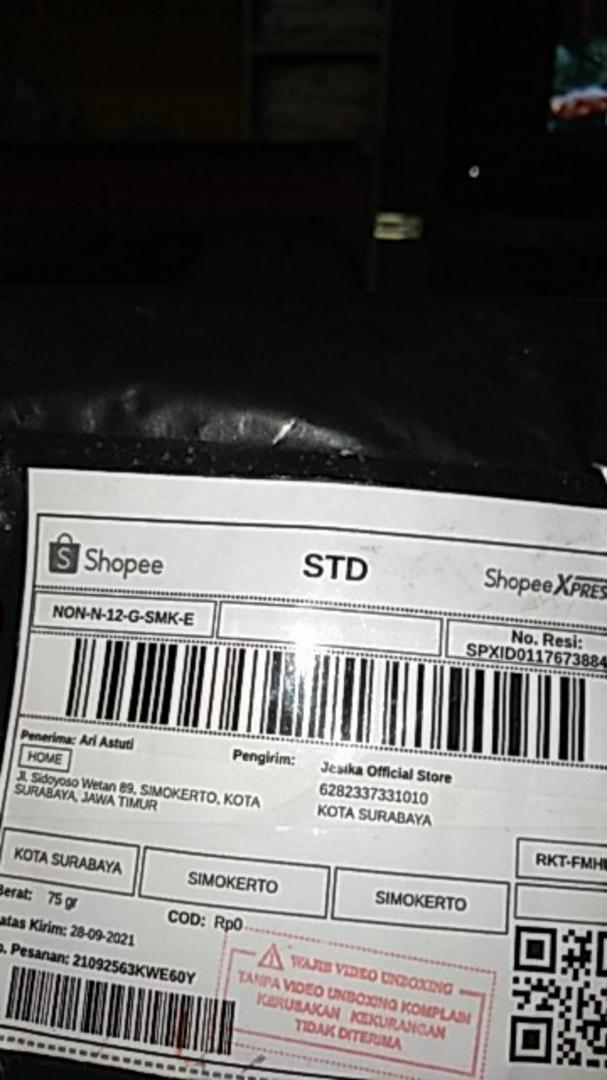 Shopee
STD
Shopee XPRES
NON-N-12-G-SMK-E
No. Resi:
SPXID0117673884
Penerima: Ari Astuti
HOME
Jl. Sidoyoso Wetan 89, SIMOKERTO, KOTA
SURABAYA, JAWA TIMUR
Pengirim:
Jesika Official Store
6282337331010
KOTA SURABAYA
KOTA SURABAYA
SIMOKERTO
SIMOKERTO
RKT-FMH
Berat: 75 gr
COD: Rp0
atas Kirim: 28-09-2021
o. Pesanan: 21092563KWE60Y
WAJIB VIDEO UNBOXING
TANPA VIDEO UNBOXING KOMPLAIN
KERUSAKAN KEKURANGAN
TIDAK DITERIMA